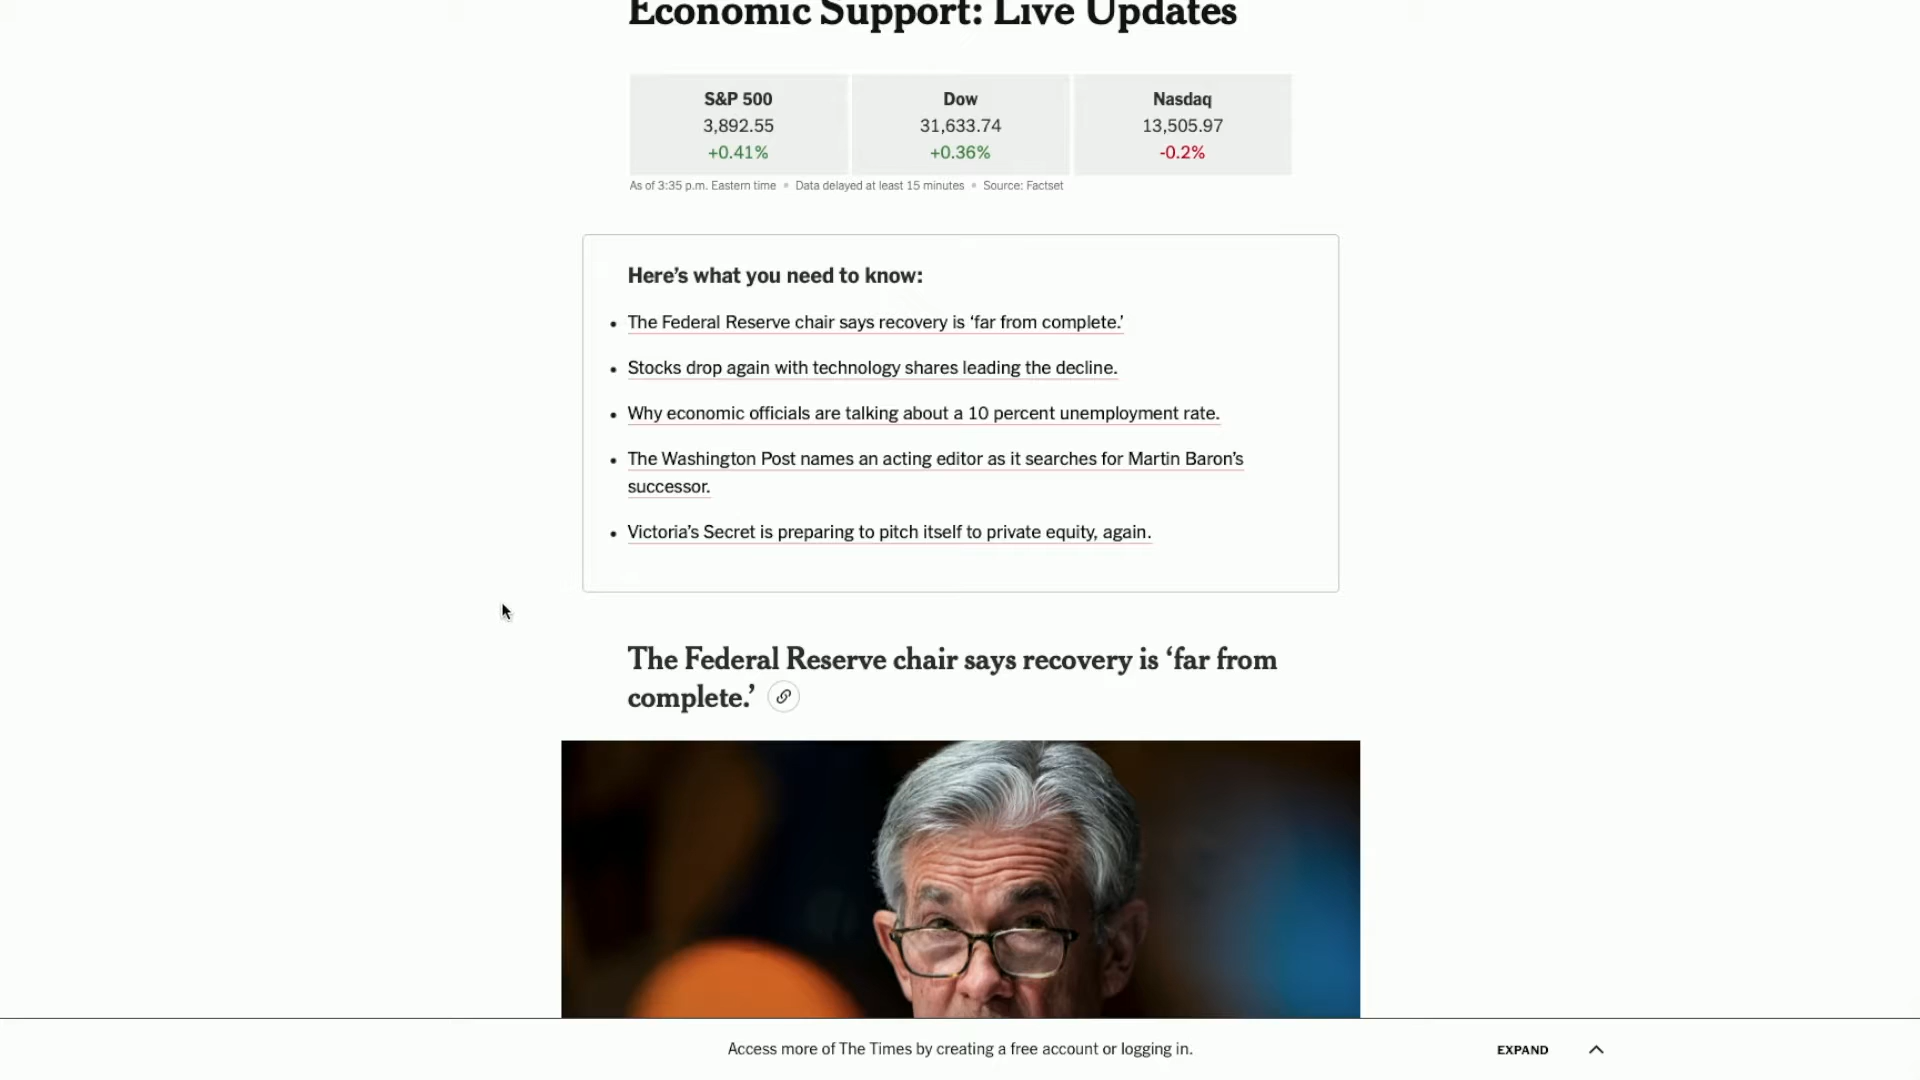 Economic Support: Live Updates
S&P 500
3,892.55
+0.41%
Dow
31,633.74
+0.36%
Nasdaq
13,505.97
-0.2%
As of 3:35 p.m. Eastern time • Data delayed at least 15 minutes • Source: Factset
Here’s what you need to know:
• The Federal Reserve chair says recovery is ‘far from complete.’
• Stocks drop again with technology shares leading the decline.
• Why economic officials are talking about a 10 percent unemployment rate.
• The Washington Post names an acting editor as it searches for Martin Baron’s
successor.
• Victoria’s Secret is preparing to pitch itself to private equity, again.
The Federal Reserve chair says recovery is ‘far from
complete.’
Access more of The Times by creating a free account or logging in.
EXPAND